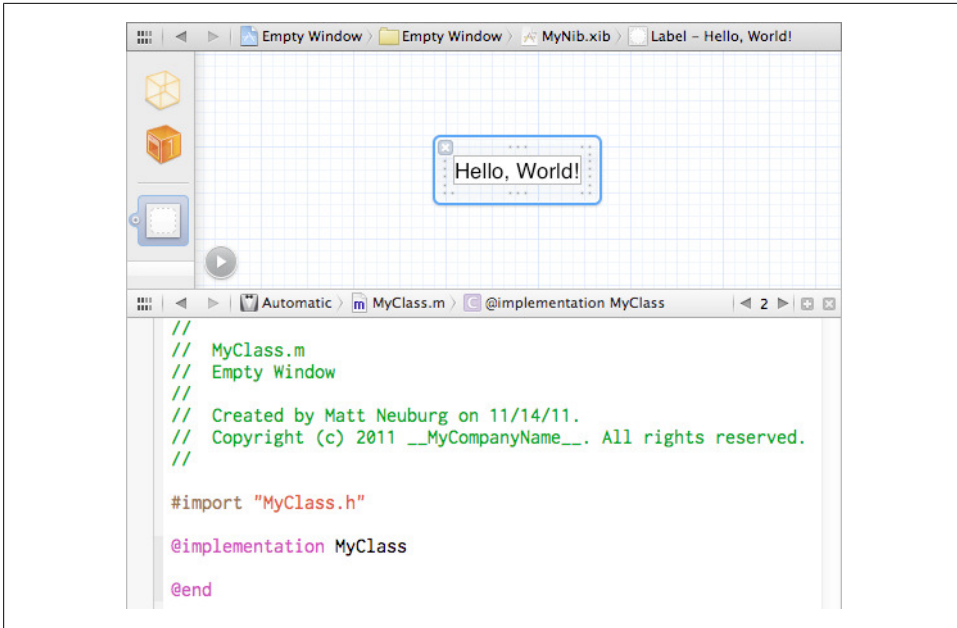 Empty Window 〉 Empty Window 〉 MyNib.xib 〉 Label – Hello, World!
Hello, World!
Automatic 〉 m MyClass.m 〉 C @implementation MyClass 2
//
//  MyClass.m
//  Empty Window
//
//  Created by Matt Neuburg on 11/14/11.
//  Copyright (c) 2011 __MyCompanyName__. All rights reserved.
//
#import "MyClass.h"
@implementation MyClass
@end